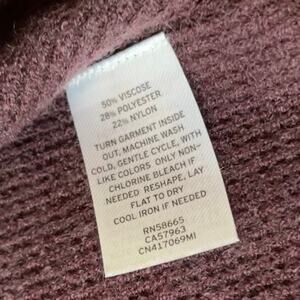 50% VISCOSE
28% POLYESTER
22% NYLON
TURN GARMENT INSIDE
OUT, MACHINE WASH
COLD, GENTLE CYCLE, WITH
LIKE COLORS ONLY NON-
CHLORINE BLEACH IF
NEEDED RESHAPE, LAY
FLAT TO DRY
COOL IRON IF NEEDED
RN58665
CA57963
CN417069MI